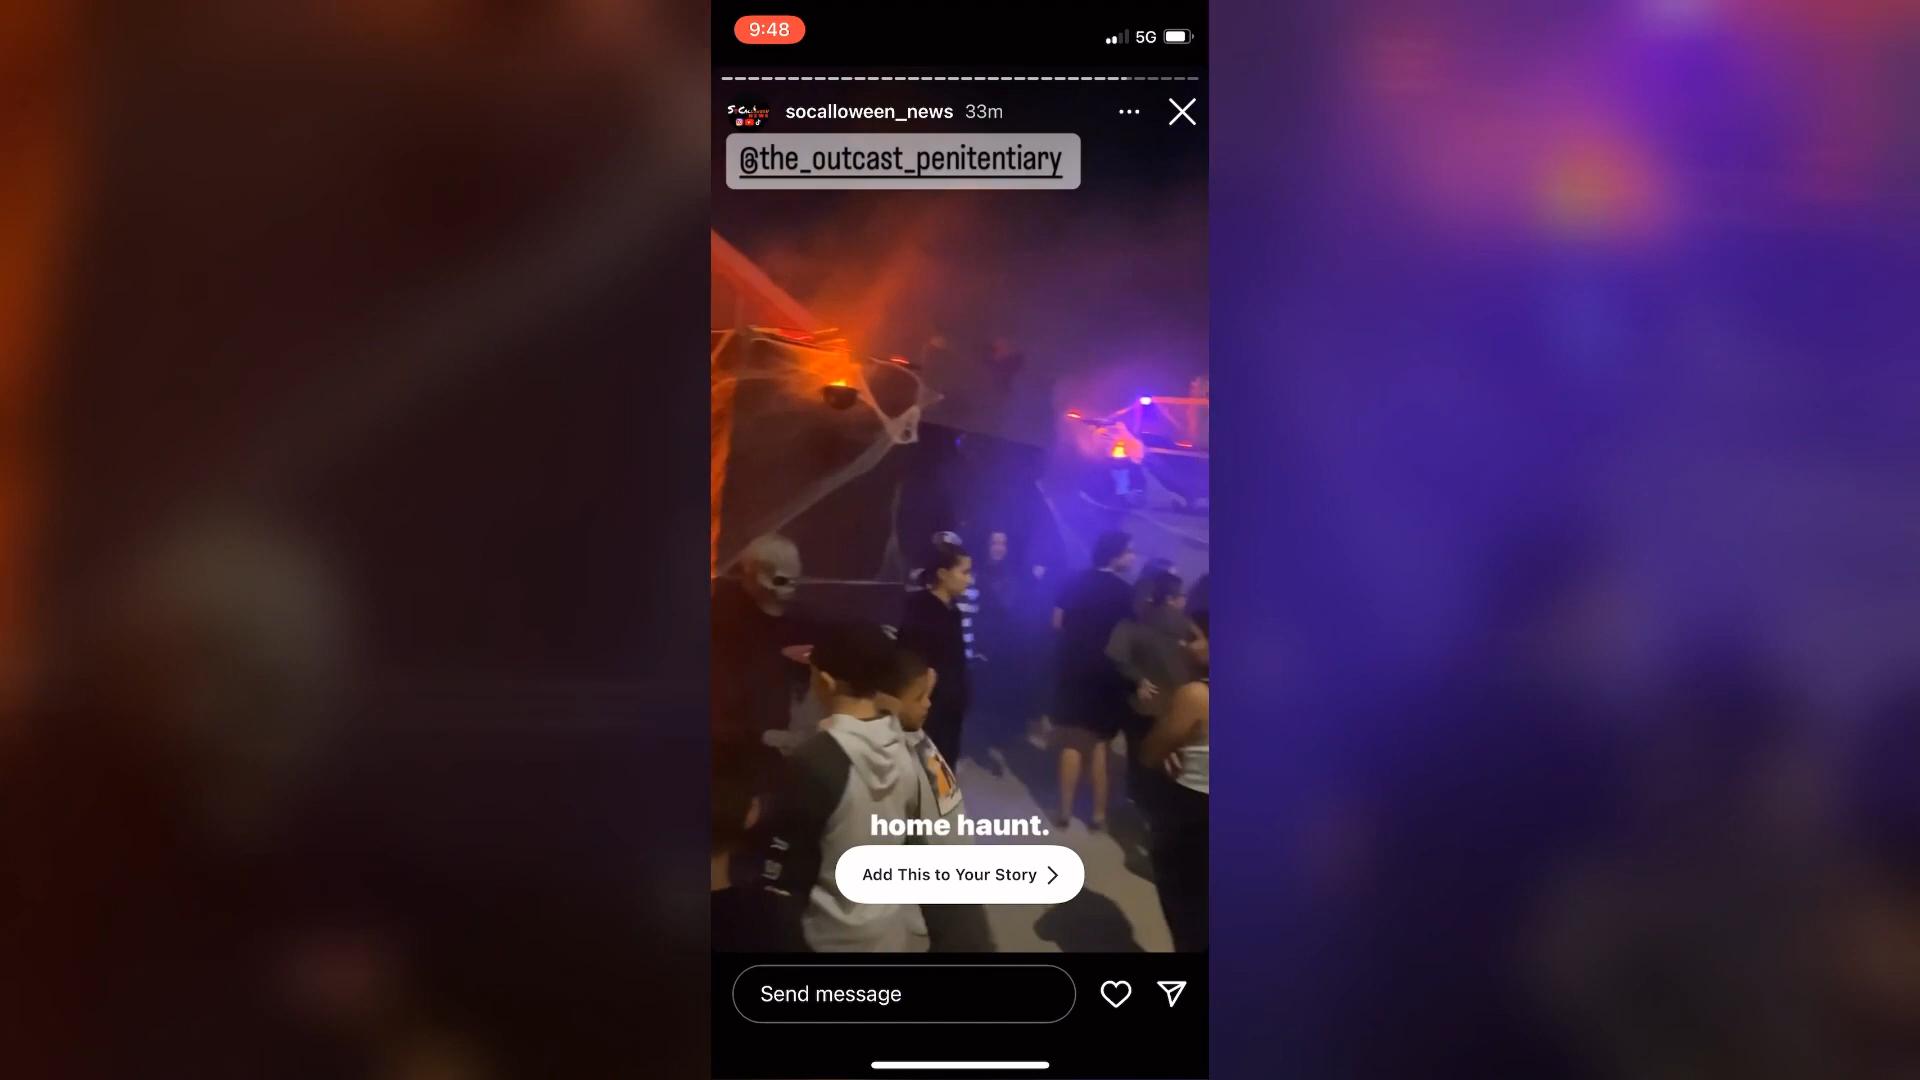 9:48
5G
socalloween_news 33m
@the_outcast_penitentiary
home haunt.
Add This to Your Story
Send message